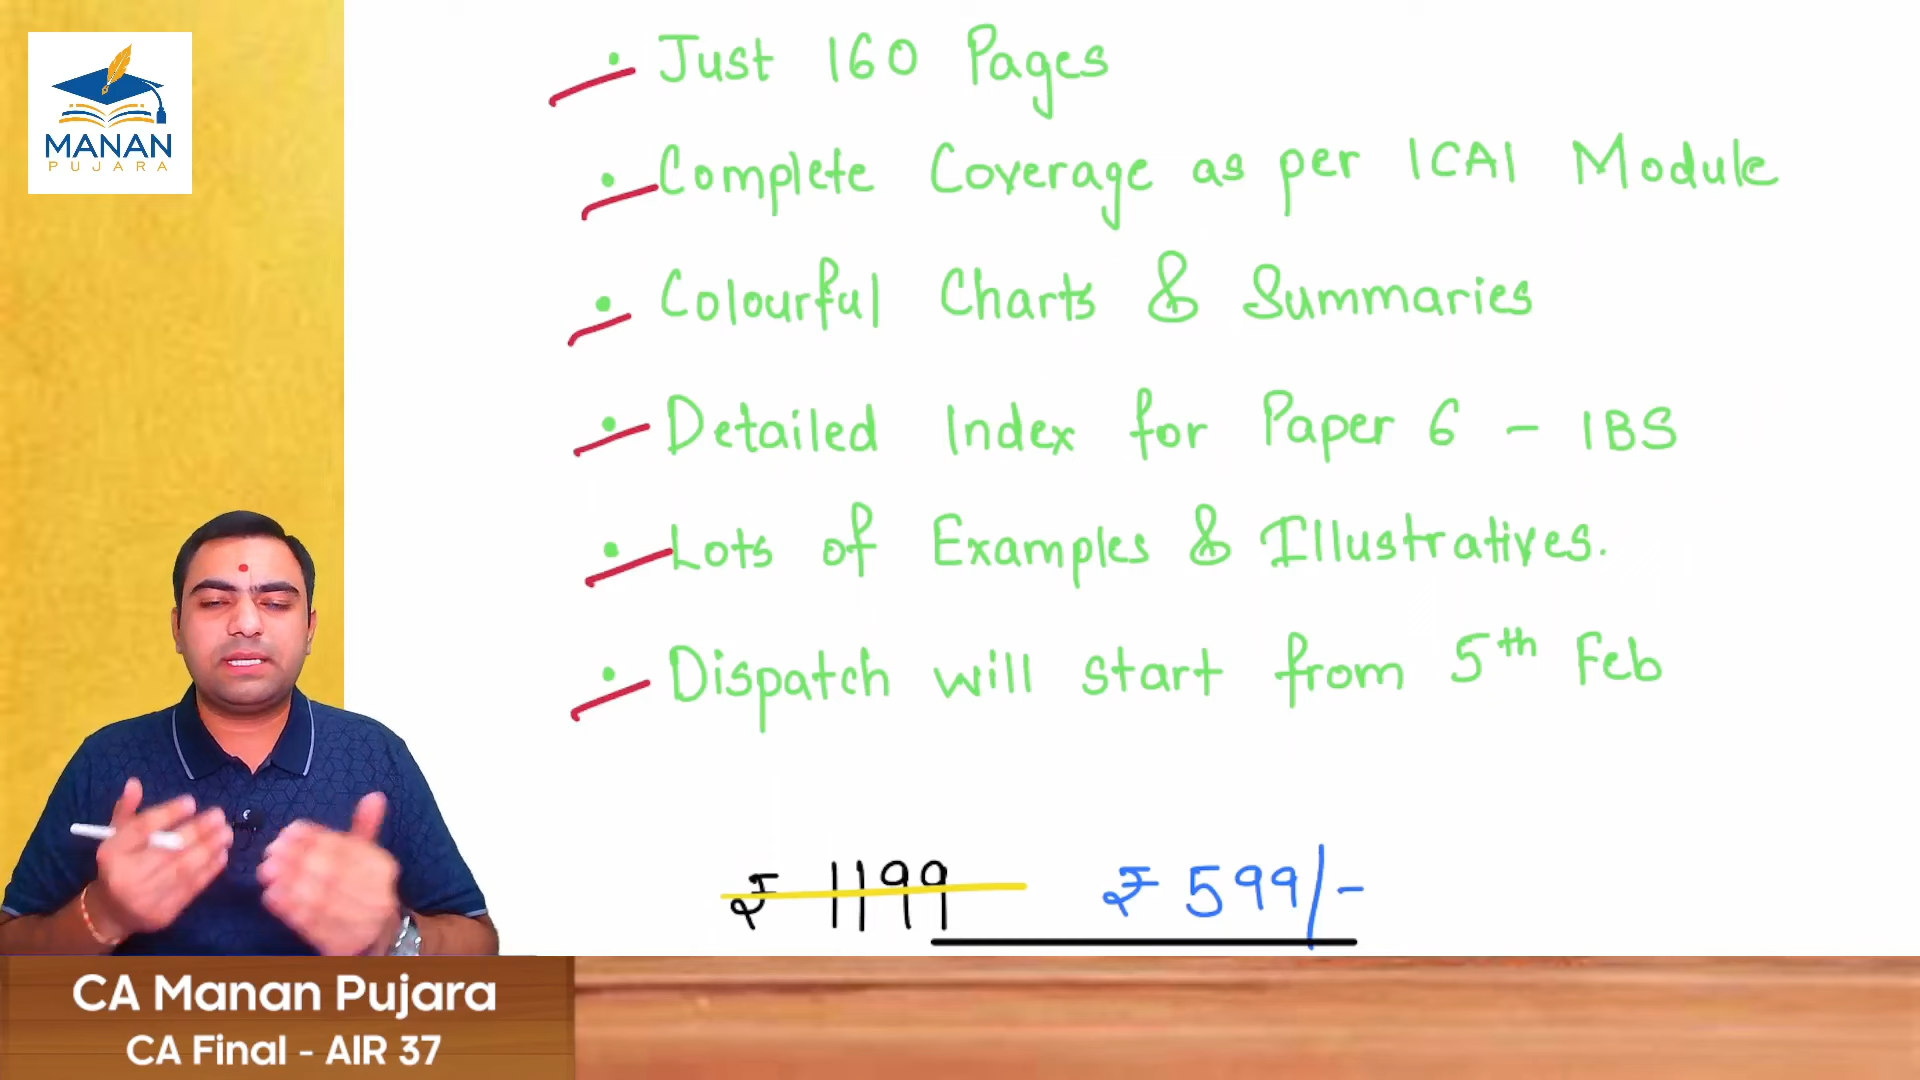 MANAN
PUJARA
• Just 160 Pages
• Complete Coverage as per ICAI Module
• Colourful Charts & Summaries
• Detailed Index for Paper 6 - IBS
• Lots of Examples & Illustratives.
• Dispatch will start from 5th Feb
₹ 1199 ₹ 599/-
CA Manan Pujara
CA Final - AIR 37